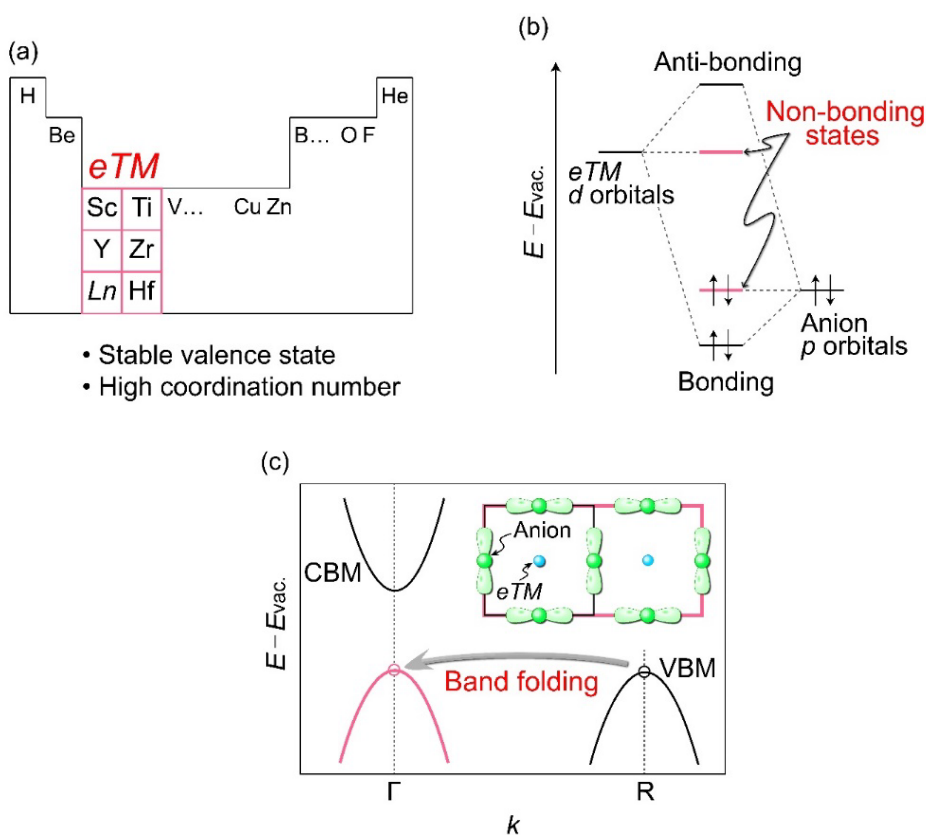 (a)
H
He
Be
B… O F
eTM
Sc Ti V… Cu Zn
Y Zr
Ln Hf
• Stable valence state
• High coordination number
(b)
Anti-bonding
Non-bonding
states
eTM
d orbitals
E – Evac.
Anion
p orbitals
Bonding
(c)
Anion
eTM
CBM
E – Evac.
Band folding
VBM
Γ
R
k